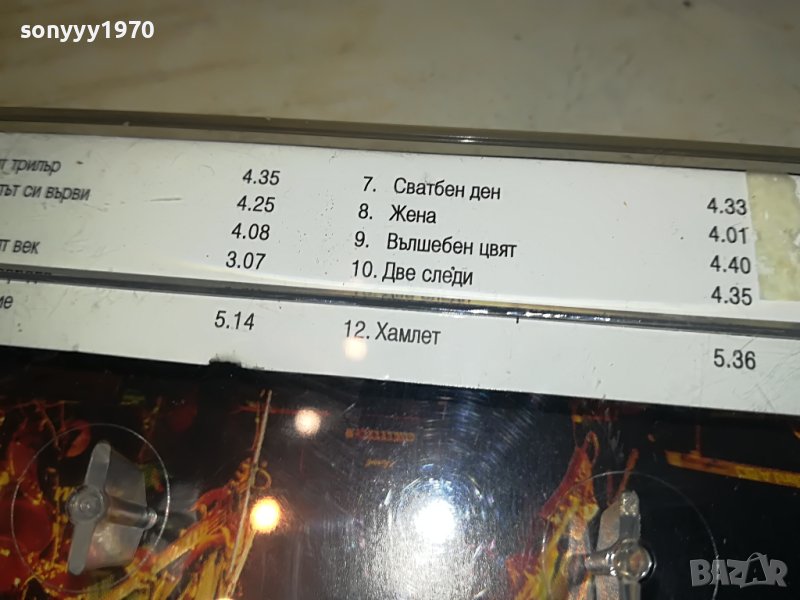 sonyyy1970
трилър 4.35
си върви 4.25
4.08
век 3.07
7. Сватбен ден 4.33
8. Жена 4.01
9. Вълшебен цвят 4.40
10. Две следи 4.35
5.14
12. Хамлет 5.36
BAZAR